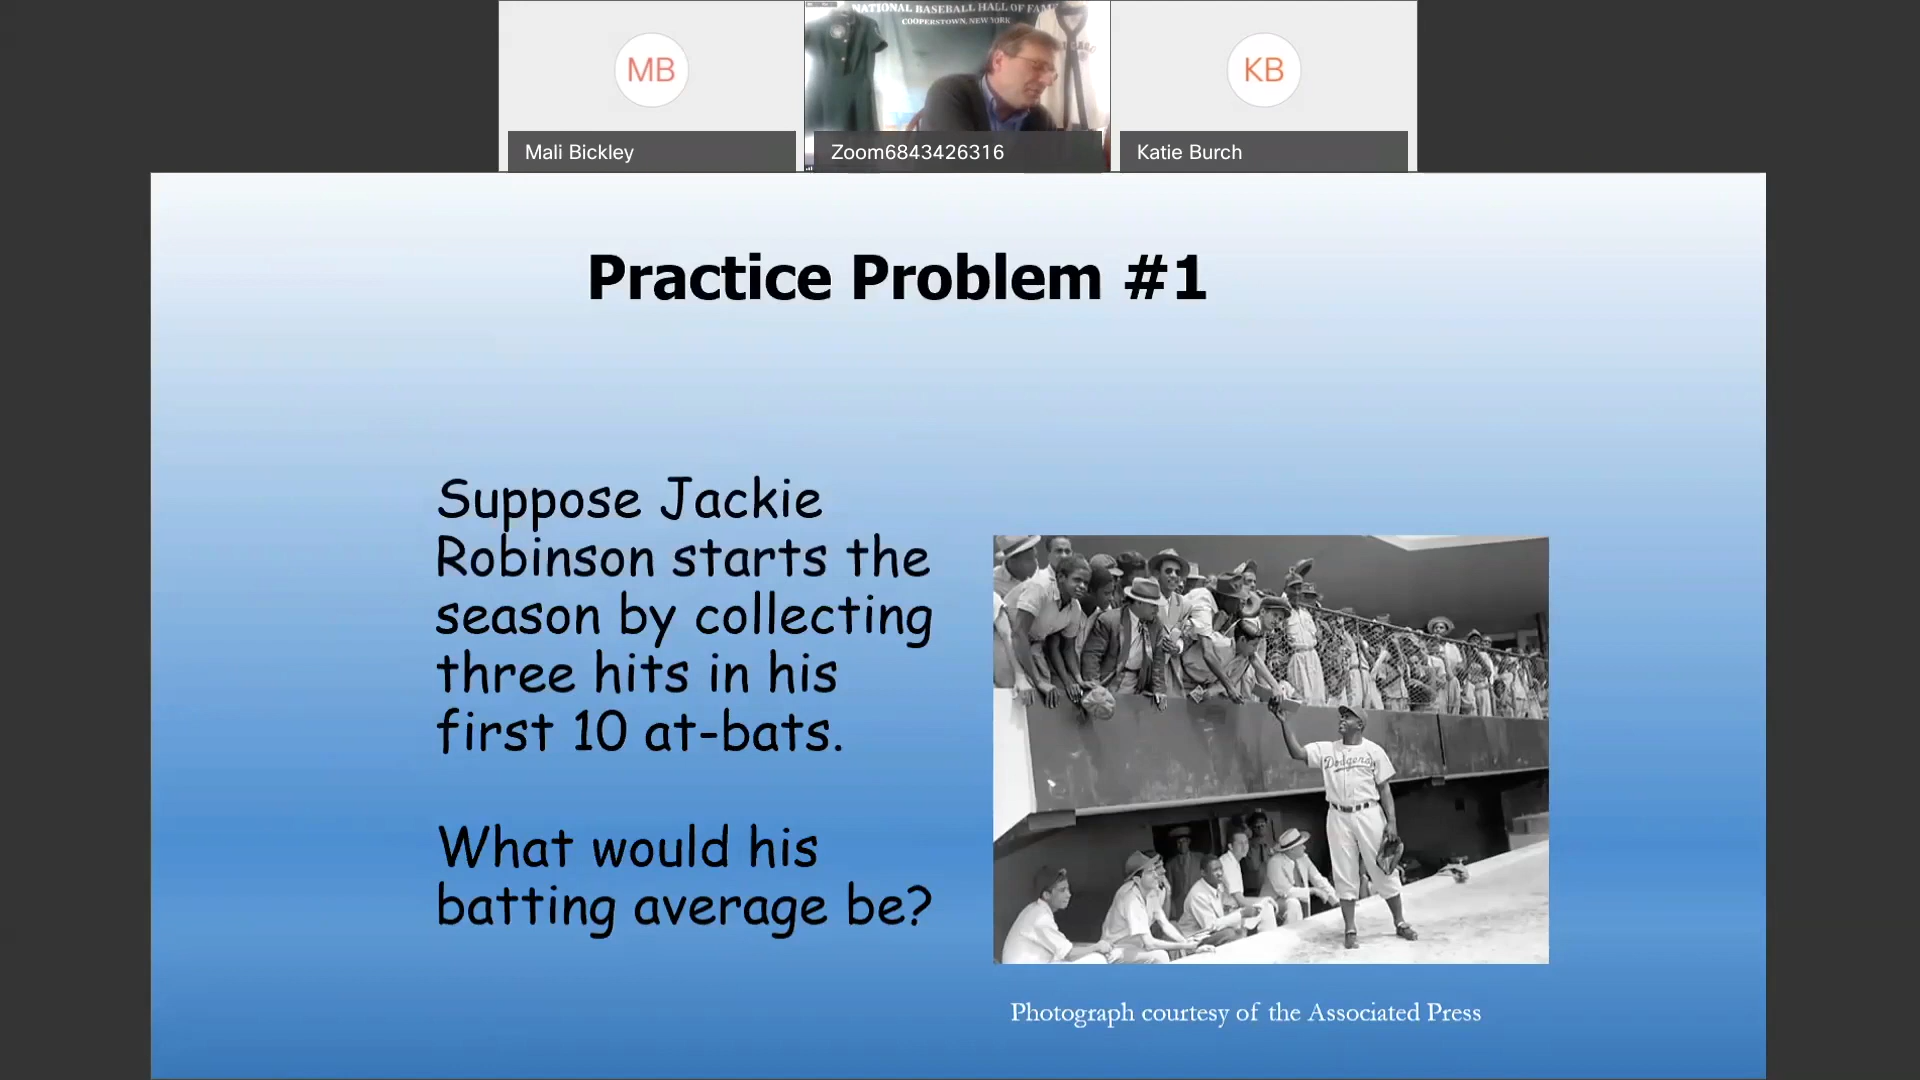 NATIONAL BASEBALL HALL OF FAME
COOPERSTOWN, NEW YORK
MB
KB
Mali Bickley
Zoom6843426316
Katie Burch
Practice Problem #1
Suppose Jackie
Robinson starts the
season by collecting
three hits in his
first 10 at-bats.
What would his
batting average be?
Dodgers
Photograph courtesy of the Associated Press